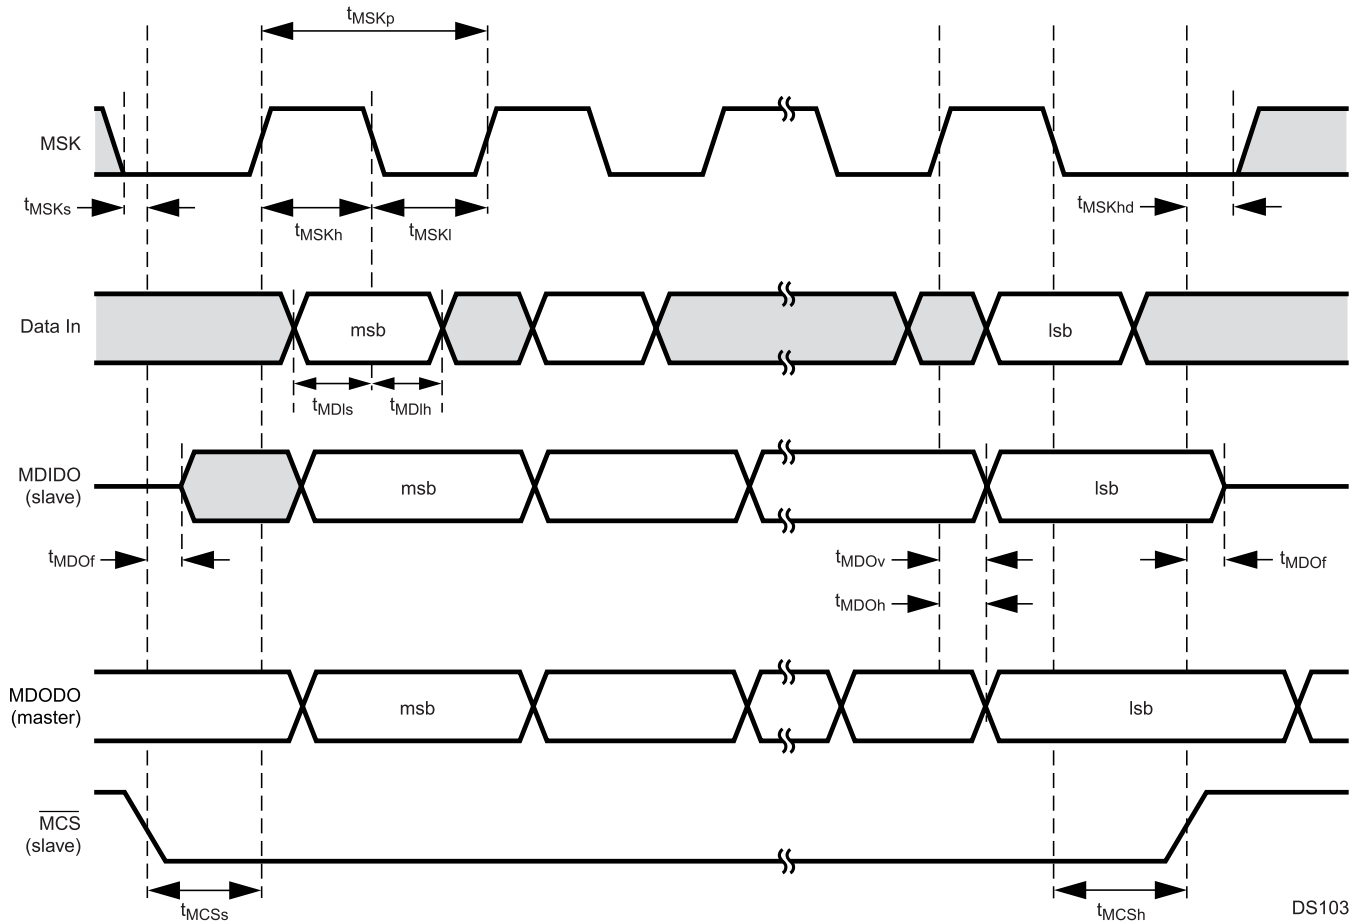 tMSKp
MSK
tMSKs
tMSKh
tMSKl
tMSKhd
Data In
msb
lsb
tMDIs
tMDIh
MDIDO
(slave)
msb
lsb
tMDOf
tMDOv
tMDOf
tMDOh
MDODO
(master)
msb
lsb
MCS
(slave)
tMCSs
tMCSh
DS103